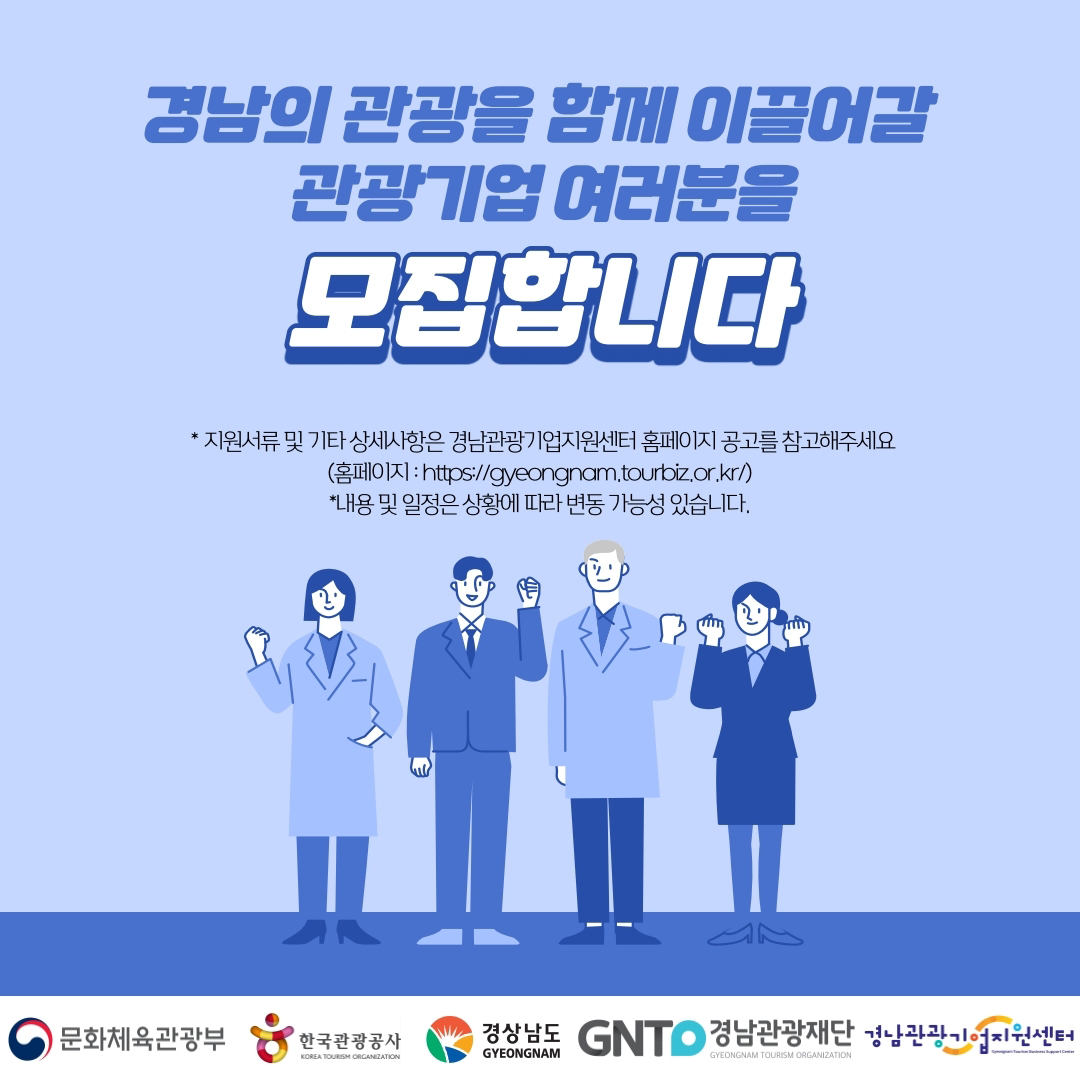 경남의 관광을 함께 이끌어갈
관광기업 여러분을
모집합니다
* 지원서류 및 기타 상세사항은 경남관광기업지원센터 홈페이지 공고를 참고해주세요
(홈페이지 : https://gyeongnam.tourbiz.or.kr/)
*내용 및 일정은 상황에 따라 변동 가능성 있습니다.
문화체육관광부
한국관광공사
KOREA TOURISM ORGANIZATION
경상남도
GYEONGNAM
GNTO 경남관광재단
GYEONGNAM TOURISM ORGANIZATION
경남관광기업지원센터
Gyeongnam Tourism Business Support Center